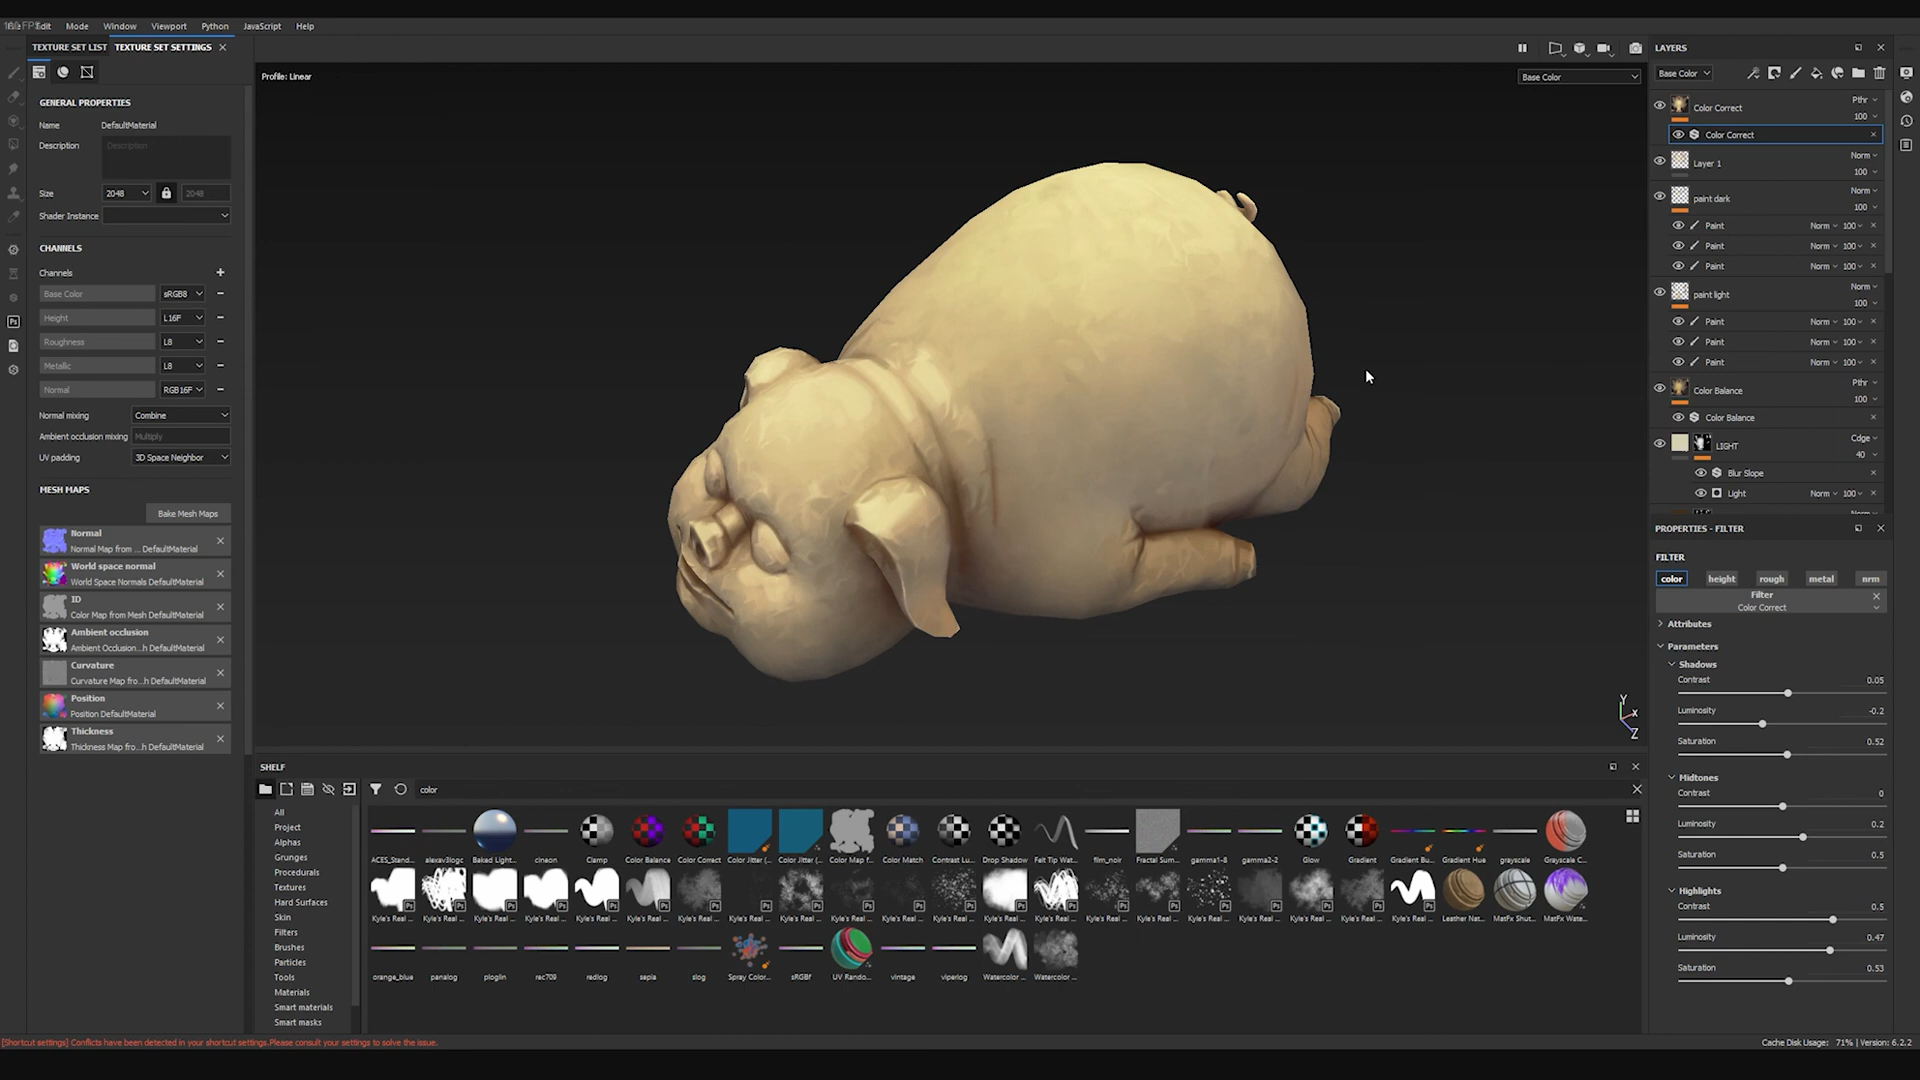 File Edit Mode Window Viewport Python JavaScript Help
TEXTURE SET LIST TEXTURE SET SETTINGS
GENERAL PROPERTIES
Name DefaultMaterial
Description Description
Size 2048 2048
Shader Instance
CHANNELS
Channels
Base Color sRGB8
Height L16F
Roughness L8
Metallic L8
Normal RGB16F
Normal mixing Combine
Ambient occlusion mixing Multiply
UV padding 3D Space Neighbor
MESH MAPS
Bake Mesh Maps
Normal
Normal Map from ... DefaultMaterial
World space normal
World Space Normals DefaultMaterial
ID
Color Map from Mesh DefaultMaterial
Ambient occlusion
Ambient Occlusion...h DefaultMaterial
Curvature
Curvature Map fro...h DefaultMaterial
Position
Position DefaultMaterial
Thickness
Thickness Map fro...h DefaultMaterial
Profile: Linear
Base Color
Y
X
Z
SHELF
color
All
Project
Alphas
Grunges
Procedurals
Textures
Hard Surfaces
Skin
Filters
Brushes
Particles
Tools
Materials
Smart materials
Smart masks
ACES_Stand... alexav3logc Baked Light... cineon Clamp Color Balance Color Correct Color Jitter (... Color Jitter (... Color Map f... Color Match Contrast Lu... Drop Shadow Felt Tip Wat... film_noir Fractal Sum... gamma1-8 gamma2-2 Glow Gradient Gradient Bu... Gradient Hue grayscale Grayscale C...
Kyle's Real ... Kyle's Real ... Kyle's Real ... Kyle's Real ... Kyle's Real ... Kyle's Real ... Kyle's Real ... Kyle's Real ... Kyle's Real ... Kyle's Real ... Kyle's Real ... Kyle's Real ... Kyle's Real ... Kyle's Real ... Kyle's Real ... Kyle's Real ... Kyle's Real ... Kyle's Real ... Kyle's Real ... Kyle's Real ... Kyle's Real ... Leather Nat... MatFx Shut... MatFx Wate...
orange_blue panalog ploglin rec709 redlog sepia slog Spray Color... sRGBf UV Rando... vintage viperlog Watercolor ... Watercolor ...
LAYERS
Base Color
Color Correct Pthr 100
Color Correct
Layer 1 Norm 100
paint dark Norm 100
Paint Norm 100
Paint Norm 100
Paint Norm 100
paint light Norm 100
Paint Norm 100
Paint Norm 100
Paint Norm 100
Color Balance Pthr 100
Color Balance
LIGHT Cdge 40
Blur Slope
Light Norm 100
PROPERTIES - FILTER
FILTER
color height rough metal nrm
Filter
Color Correct
Attributes
Parameters
Shadows
Contrast 0.05
Luminosity -0.2
Saturation 0.52
Midtones
Contrast 0
Luminosity 0.2
Saturation 0.5
Highlights
Contrast 0.5
Luminosity 0.47
Saturation 0.53
[Shortcut settings] Conflicts have been detected in your shortcut settings.Please consult your settings to solve the issue.
Cache Disk Usage: 71% | Version: 6.2.2